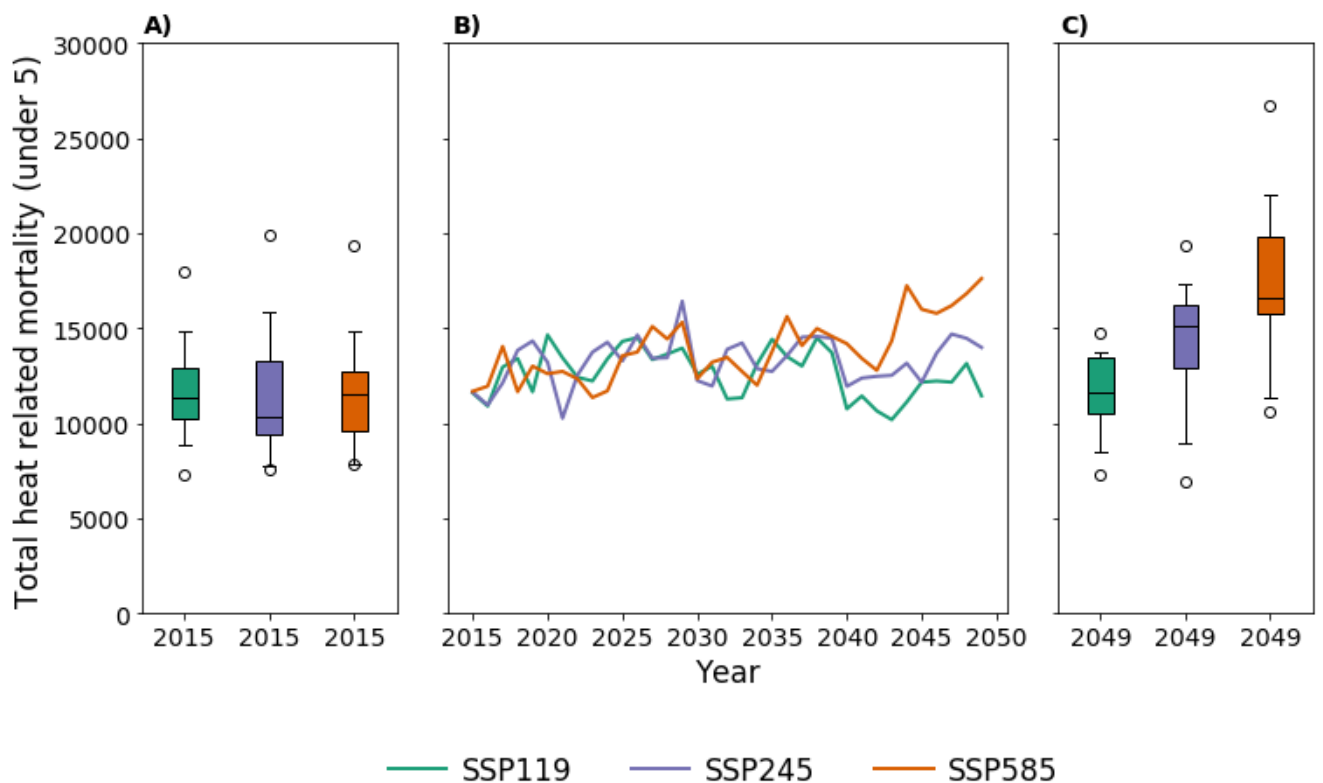 A) B) C)
Total heat related mortality (under 5)
30000
25000
20000
15000
10000
5000
0
2015 2015 2015
2015 2020 2025 2030 2035 2040 2045 2050
2049 2049 2049
Year
SSP119 SSP245 SSP585